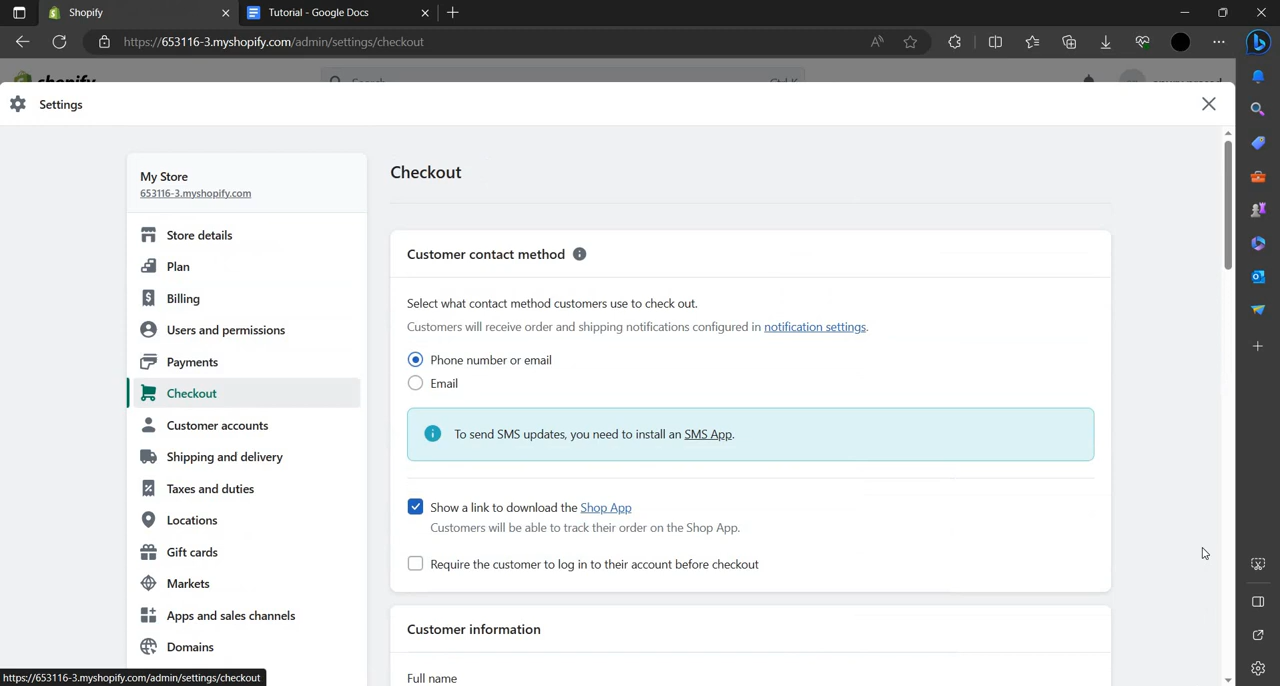 Shopify
Tutorial - Google Docs
https://653116-3.myshopify.com/admin/settings/checkout
shopify
Search
Ctrl K
Settings
My Store
653116-3.myshopify.com
Store details
Plan
Billing
Users and permissions
Payments
Checkout
Customer accounts
Shipping and delivery
Taxes and duties
Locations
Gift cards
Markets
Apps and sales channels
Domains
Checkout
Customer contact method
Select what contact method customers use to check out.
Customers will receive order and shipping notifications configured in notification settings.
Phone number or email
Email
To send SMS updates, you need to install an SMS App.
Show a link to download the Shop App
Customers will be able to track their order on the Shop App.
Require the customer to log in to their account before checkout
Customer information
Full name
https://653116-3.myshopify.com/admin/settings/checkout